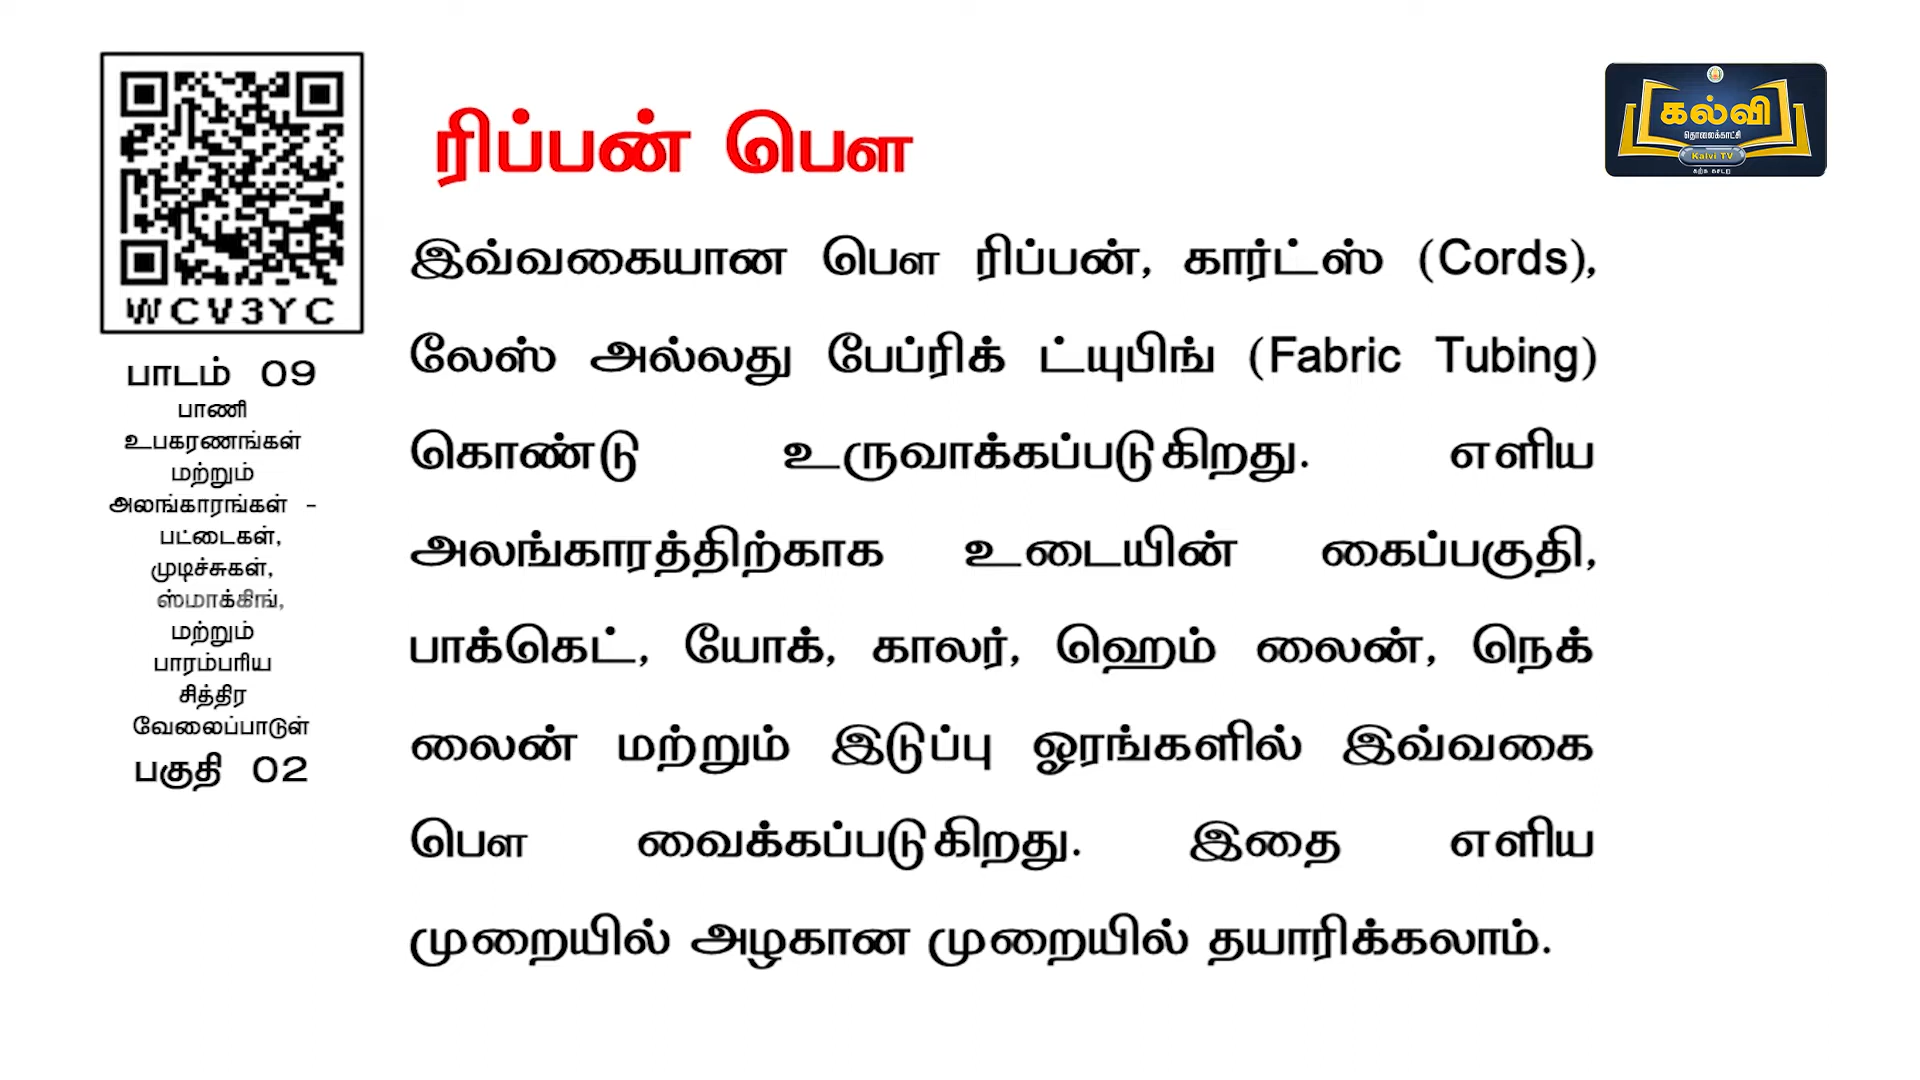 WCV3YC
பாடம் 09
பாணி
உபகரணங்கள்
மற்றும்
அலங்காரங்கள் -
பட்டைகள்,
முடிச்சுகள்,
ஸ்மாக்கிங்,
மற்றும்
பாரம்பரிய
சித்திர
வேலைப்பாடுள்
பகுதி 02
ரிப்பன் பௌ
இவ்வகையான பௌ ரிப்பன், கார்ட்ஸ் (Cords),
லேஸ் அல்லது பேப்ரிக் ட்யுபிங் (Fabric Tubing)
கொண்டு உருவாக்கப்படுகிறது. எளிய
அலங்காரத்திற்காக உடையின் கைப்பகுதி,
பாக்கெட், யோக், காலர், ஹெம் லைன், நெக்
லைன் மற்றும் இடுப்பு ஓரங்களில் இவ்வகை
பௌ வைக்கப்படுகிறது. இதை எளிய
முறையில் அழகான முறையில் தயாரிக்கலாம்.
கல்வி
தொலைக்காட்சி
Kalvi TV
கற்க கசடற